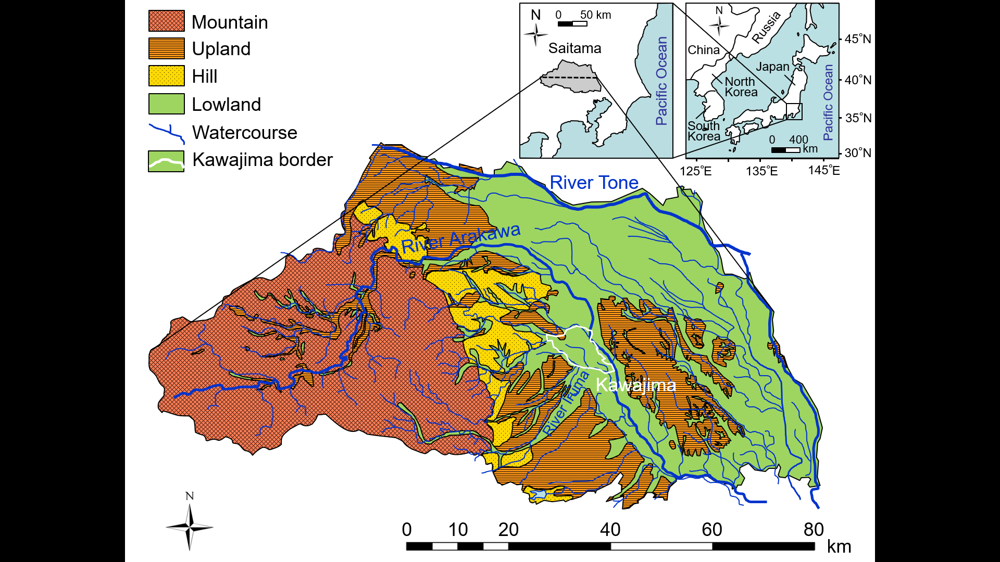 Mountain
Upland
Hill
Lowland
Watercourse
Kawajima border
N
0 50 km
Saitama
Pacific Ocean
N
Russia
China
Japan
North
Korea
South
Korea
Pacific Ocean
0 400
km
45°N
40°N
35°N
30°N
125°E
135°E
145°E
River Tone
River Arakawa
Kawajima
River Iruma
N
0 10 20 40 60 80
km